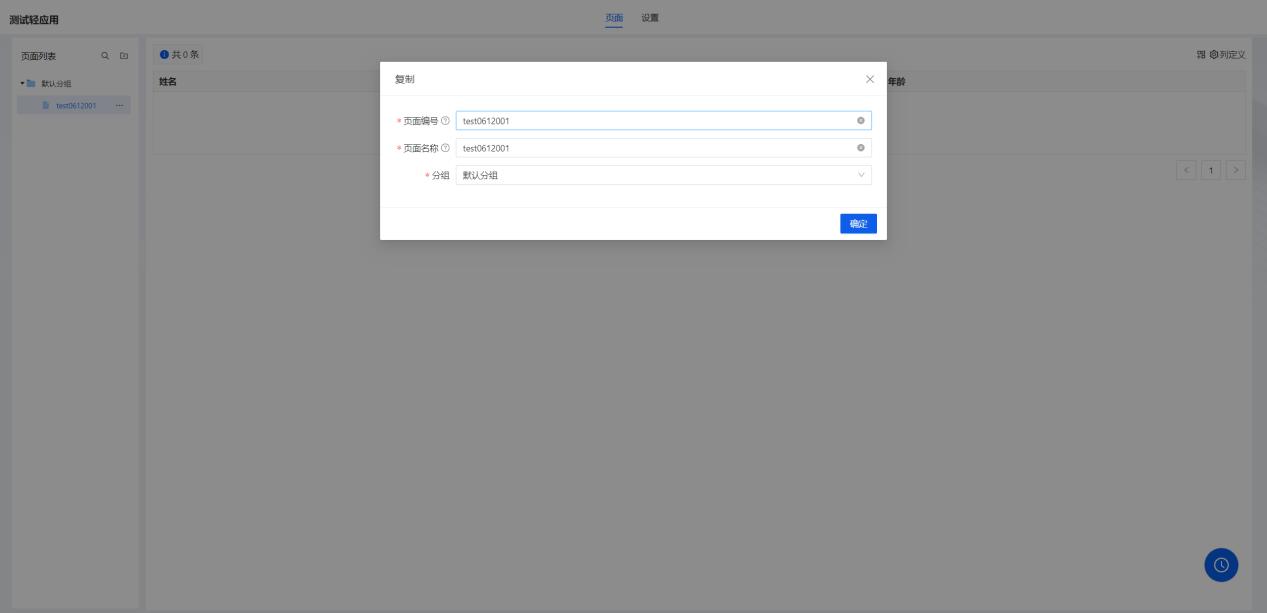 测试轻应用
页面 设置
页面列表
共 0 条
列定义
默认分组
姓名
年龄
test0612001 ···
复制
* 页面编号 test0612001
* 页面名称 test0612001
* 分组 默认分组
< 1 >
确定